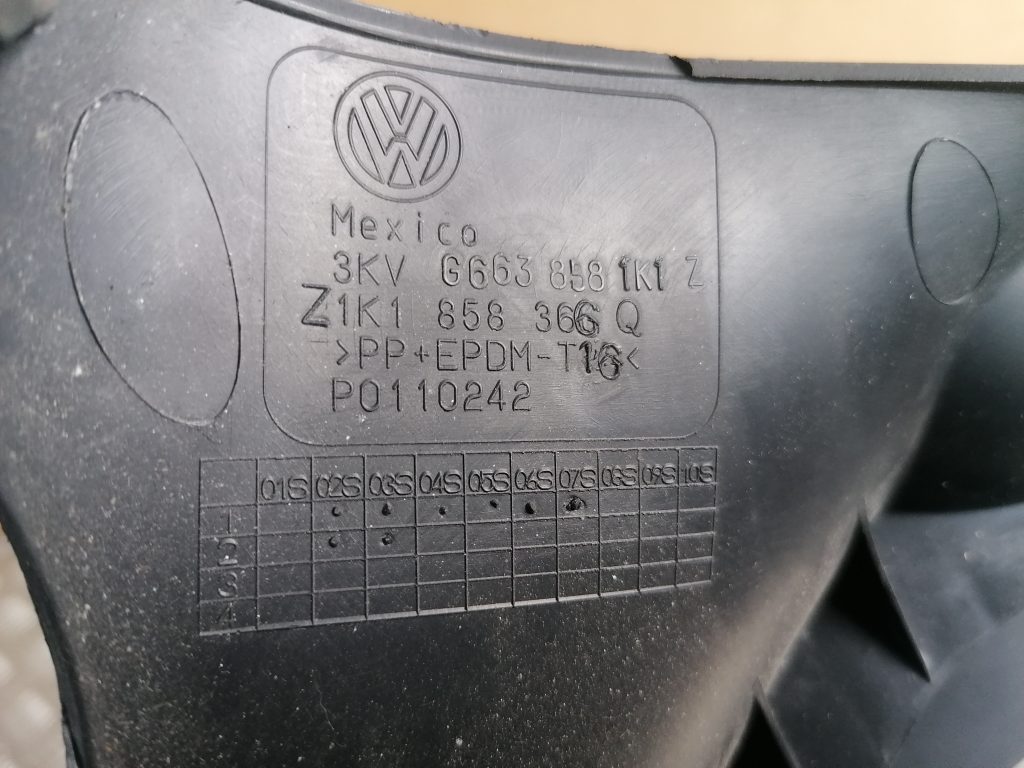 Mexico
3KV G663 858 1K1 Z
Z1K1 858 366 Q
>PP+EPDM-T16<
P0110242
01S 02S 03S 04S 05S 06S 07S 08S 09S 10S
1
2
3
4